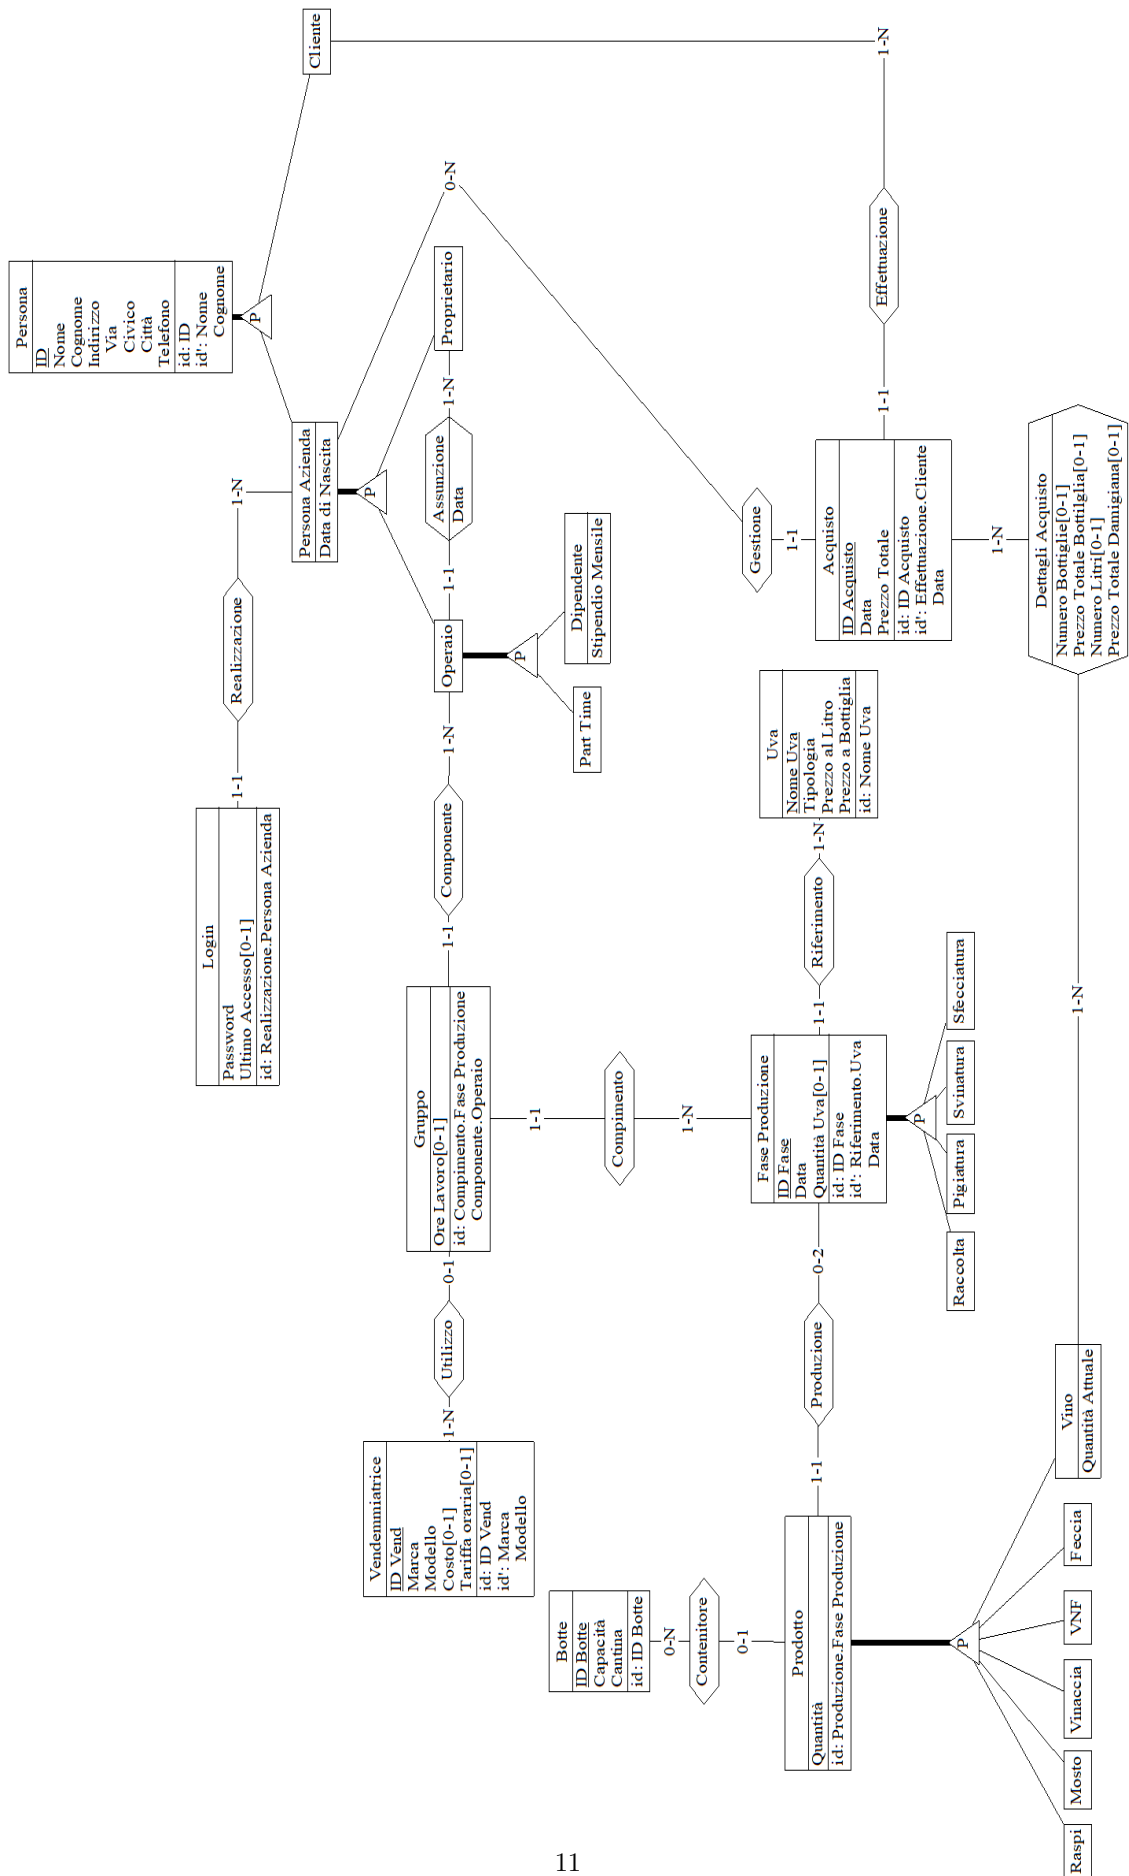 Persona
ID
Nome
Cognome
Indirizzo
Via
Civico
Città
Telefono
id: ID
id': Nome
Cognome
P
Cliente
1-N
Effettuazione
1-1
Login
Password
Ultimo Accesso[0-1]
id: Realizzazione.Persona Azienda
1-1
Realizzazione
1-N
Persona Azienda
Data di Nascita
P
0-N
Gestione
1-1
Vendemmiatrice
ID Vend
Marca
Modello
Costo[0-1]
Tariffa oraria[0-1]
id: ID Vend
id': Marca
Modello
1-N
Utilizzo
0-1
Gruppo
Ore Lavoro[0-1]
id: Compimento.Fase Produzione
Componente.Operaio
1-1
Componente
1-N
Operaio
1-1
Assunzione
Data
1-N
Proprietario
P
Part Time
Dipendente
Stipendio Mensile
1-1
Compimento
1-N
Botte
ID Botte
Capacità
Cantina
id: ID Botte
0-N
Contenitore
0-1
Prodotto
Quantità
id: Produzione.Fase Produzione
1-1
Produzione
0-2
Fase Produzione
ID Fase
Data
Quantità Uva[0-1]
id: ID Fase
id': Riferimento.Uva
Data
1-1
Riferimento
1-N
Uva
Nome Uva
Tipologia
Prezzo al Litro
Prezzo a Bottiglia
id: Nome Uva
Acquisto
ID Acquisto
Data
Prezzo Totale
id: ID Acquisto
id': Effettuazione.Cliente
Data
1-N
P
Raccolta
Pigiatura
Svinatura
Sfecciatura
P
Raspi
Mosto
Vinaccia
VNF
Feccia
Vino
Quantità Attuale
1-N
Dettagli Acquisto
Numero Bottiglie[0-1]
Prezzo Totale Bottilglia[0-1]
Numero Litri[0-1]
Prezzo Totale Damigiana[0-1]
11